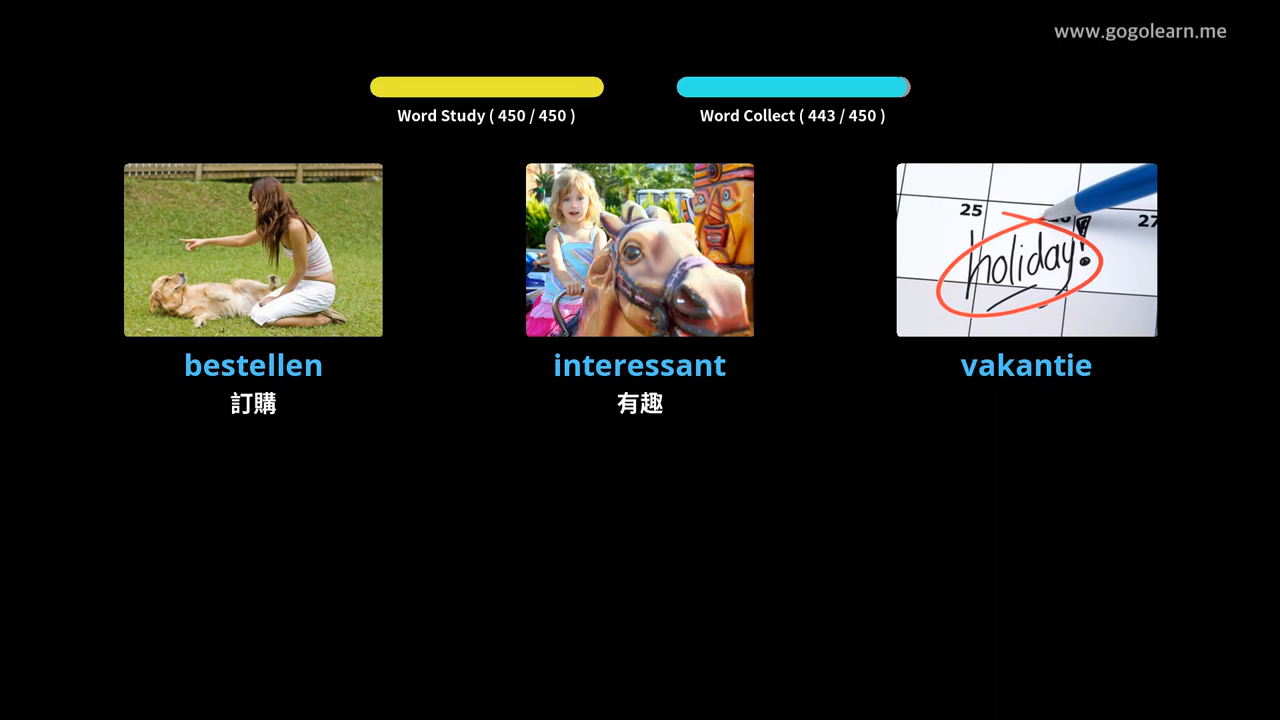 www.gogolearn.me
Word Study ( 450 / 450 )
Word Collect ( 443 / 450 )
25
27
holiday!
bestellen
interessant
vakantie
訂購
有趣